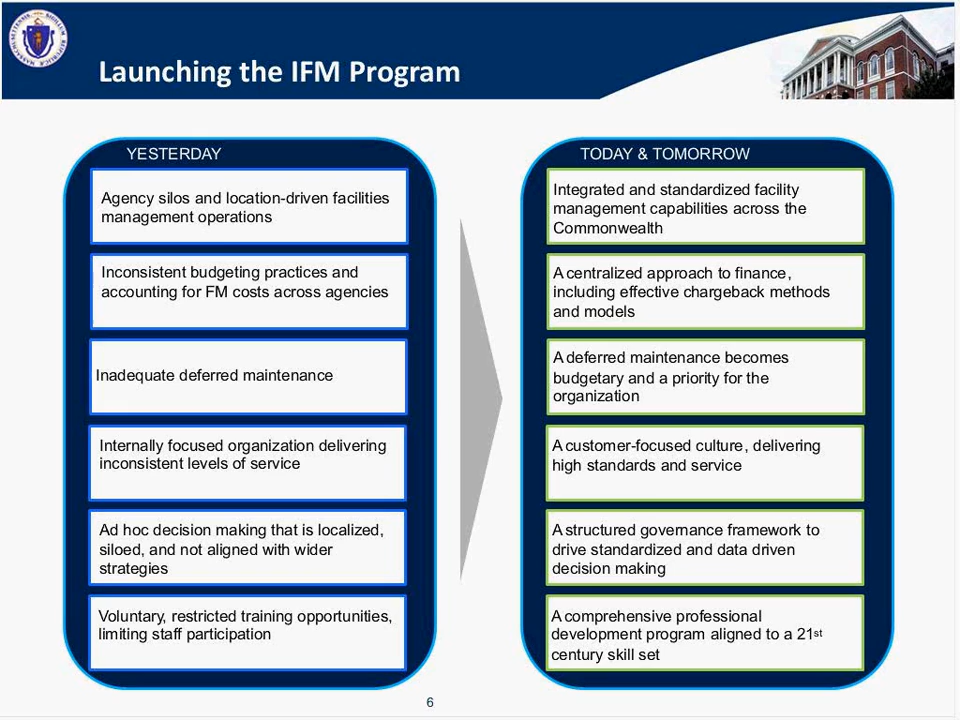 Launching the IFM Program
YESTERDAY
Agency silos and location-driven facilities
management operations
Inconsistent budgeting practices and
accounting for FM costs across agencies
Inadequate deferred maintenance
Internally focused organization delivering
inconsistent levels of service
Ad hoc decision making that is localized,
siloed, and not aligned with wider
strategies
Voluntary, restricted training opportunities,
limiting staff participation
TODAY & TOMORROW
Integrated and standardized facility
management capabilities across the
Commonwealth
A centralized approach to finance,
including effective chargeback methods
and models
A deferred maintenance becomes
budgetary and a priority for the
organization
A customer-focused culture, delivering
high standards and service
A structured governance framework to
drive standardized and data driven
decision making
A comprehensive professional
development program aligned to a 21st
century skill set
6